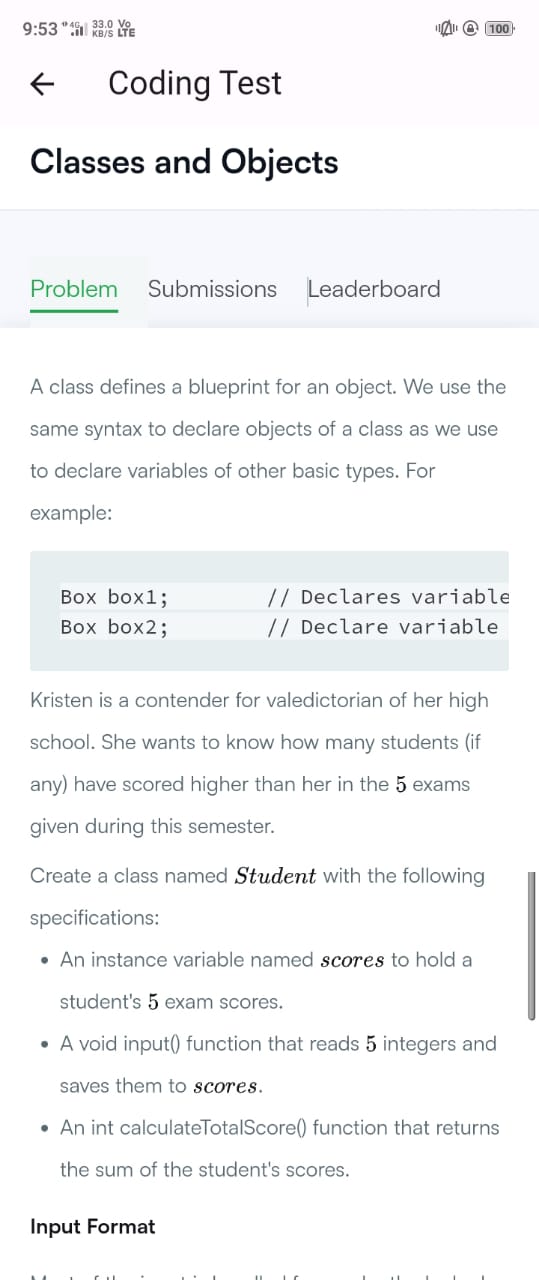 9:53 4G 33.0 KB/S Vo LTE 100
Coding Test
Classes and Objects
Problem Submissions Leaderboard
A class defines a blueprint for an object. We use the
same syntax to declare objects of a class as we use
to declare variables of other basic types. For
example:
Box box1; // Declares variable
Box box2; // Declare variable
Kristen is a contender for valedictorian of her high
school. She wants to know how many students (if
any) have scored higher than her in the 5 exams
given during this semester.
Create a class named Student with the following
specifications:
• An instance variable named scores to hold a
student's 5 exam scores.
• A void input() function that reads 5 integers and
saves them to scores.
• An int calculateTotalScore() function that returns
the sum of the student's scores.
Input Format